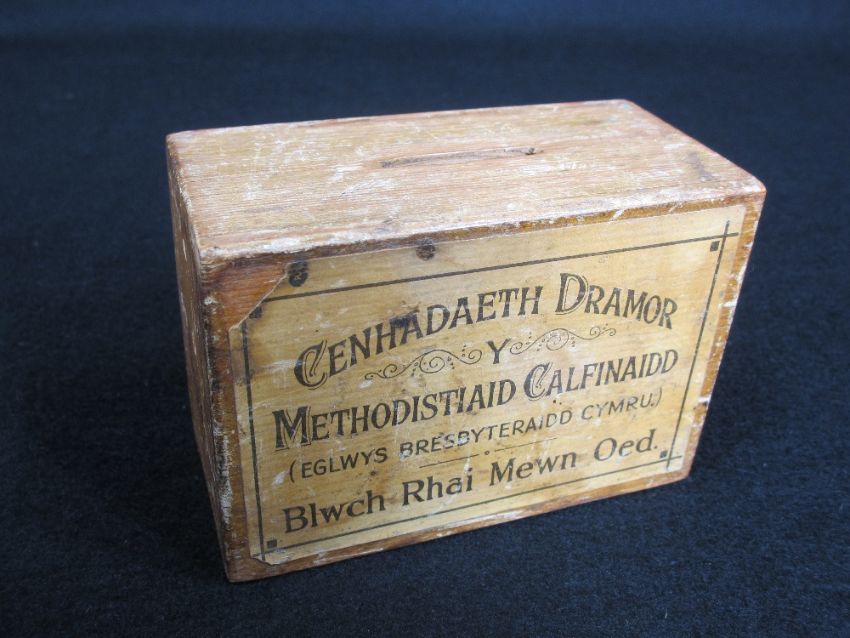 CENHADAETH DRAMOR
Y
METHODISTIAID CALFINAIDD
(EGLWYS BRESBYTERAIDD CYMRU.)
Blwch Rhai Mewn Oed.